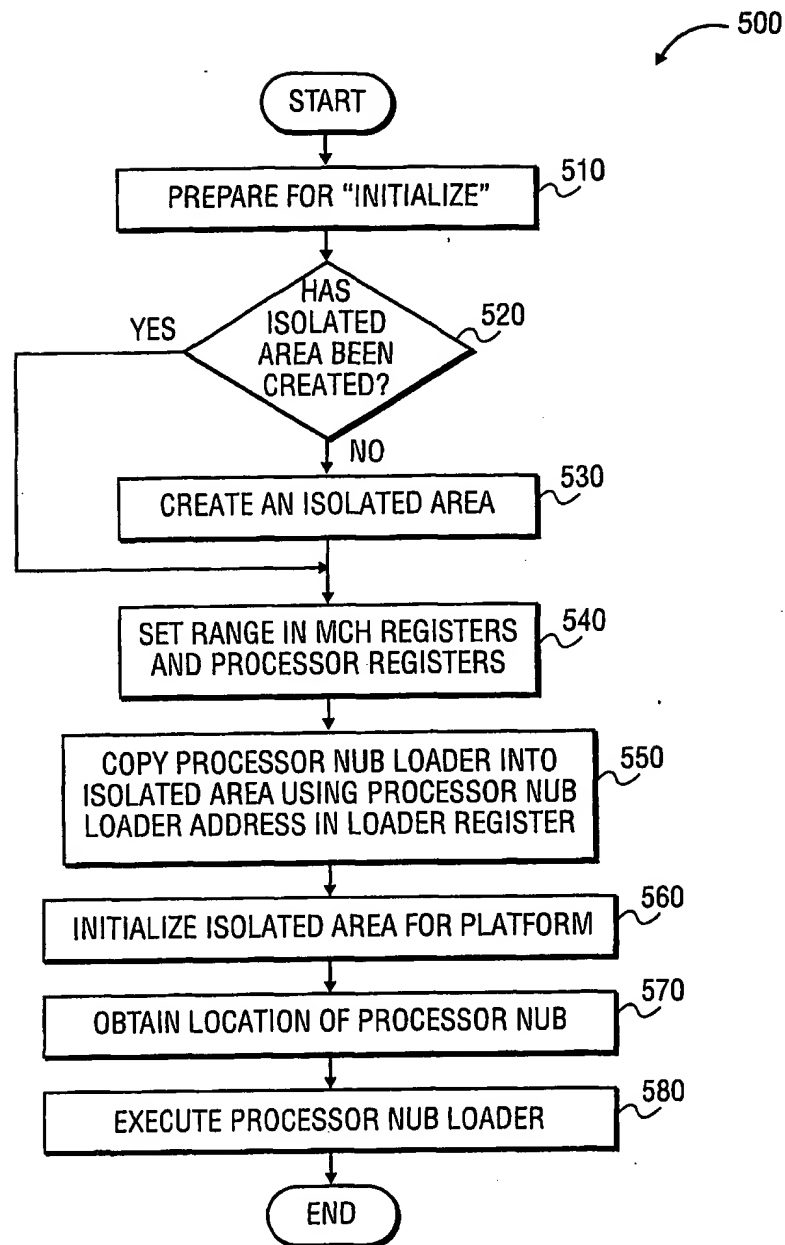 500
START
PREPARE FOR “INITIALIZE”
510
HAS
ISOLATED
AREA BEEN
CREATED?
520
YES
NO
CREATE AN ISOLATED AREA
530
SET RANGE IN MCH REGISTERS
AND PROCESSOR REGISTERS
540
COPY PROCESSOR NUB LOADER INTO
ISOLATED AREA USING PROCESSOR NUB
LOADER ADDRESS IN LOADER REGISTER
550
INITIALIZE ISOLATED AREA FOR PLATFORM
560
OBTAIN LOCATION OF PROCESSOR NUB
570
EXECUTE PROCESSOR NUB LOADER
580
END